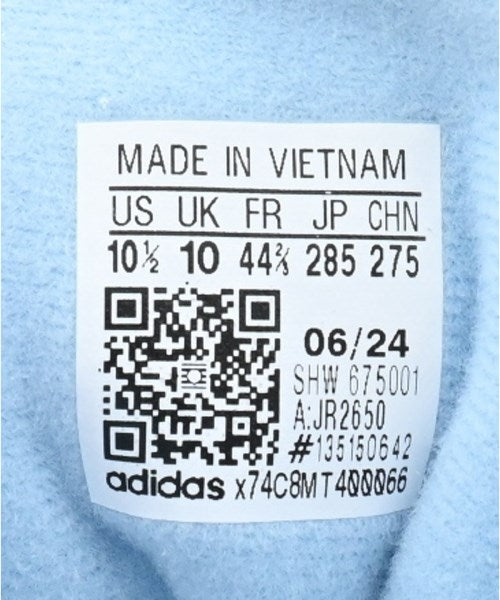 MADE IN VIETNAM
US UK FR JP CHN
10½ 10 44⅔ 285 275
06/24
SHW 675001
A:JR2650
#135150642
adidas x74C8MT400066